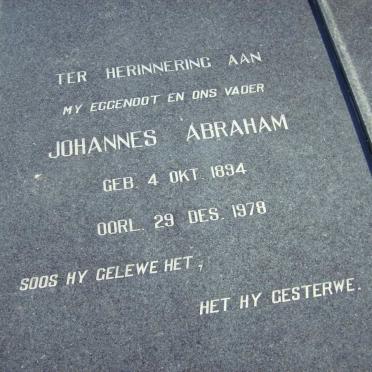 TER HERINNERING AAN
MY EGGENOOT EN ONS VADER
JOHANNES ABRAHAM
GEB. 4 OKT. 1894
OORL. 29 DES. 1978
SOOS HY GELEWE HET,
HET HY GESTERWE.